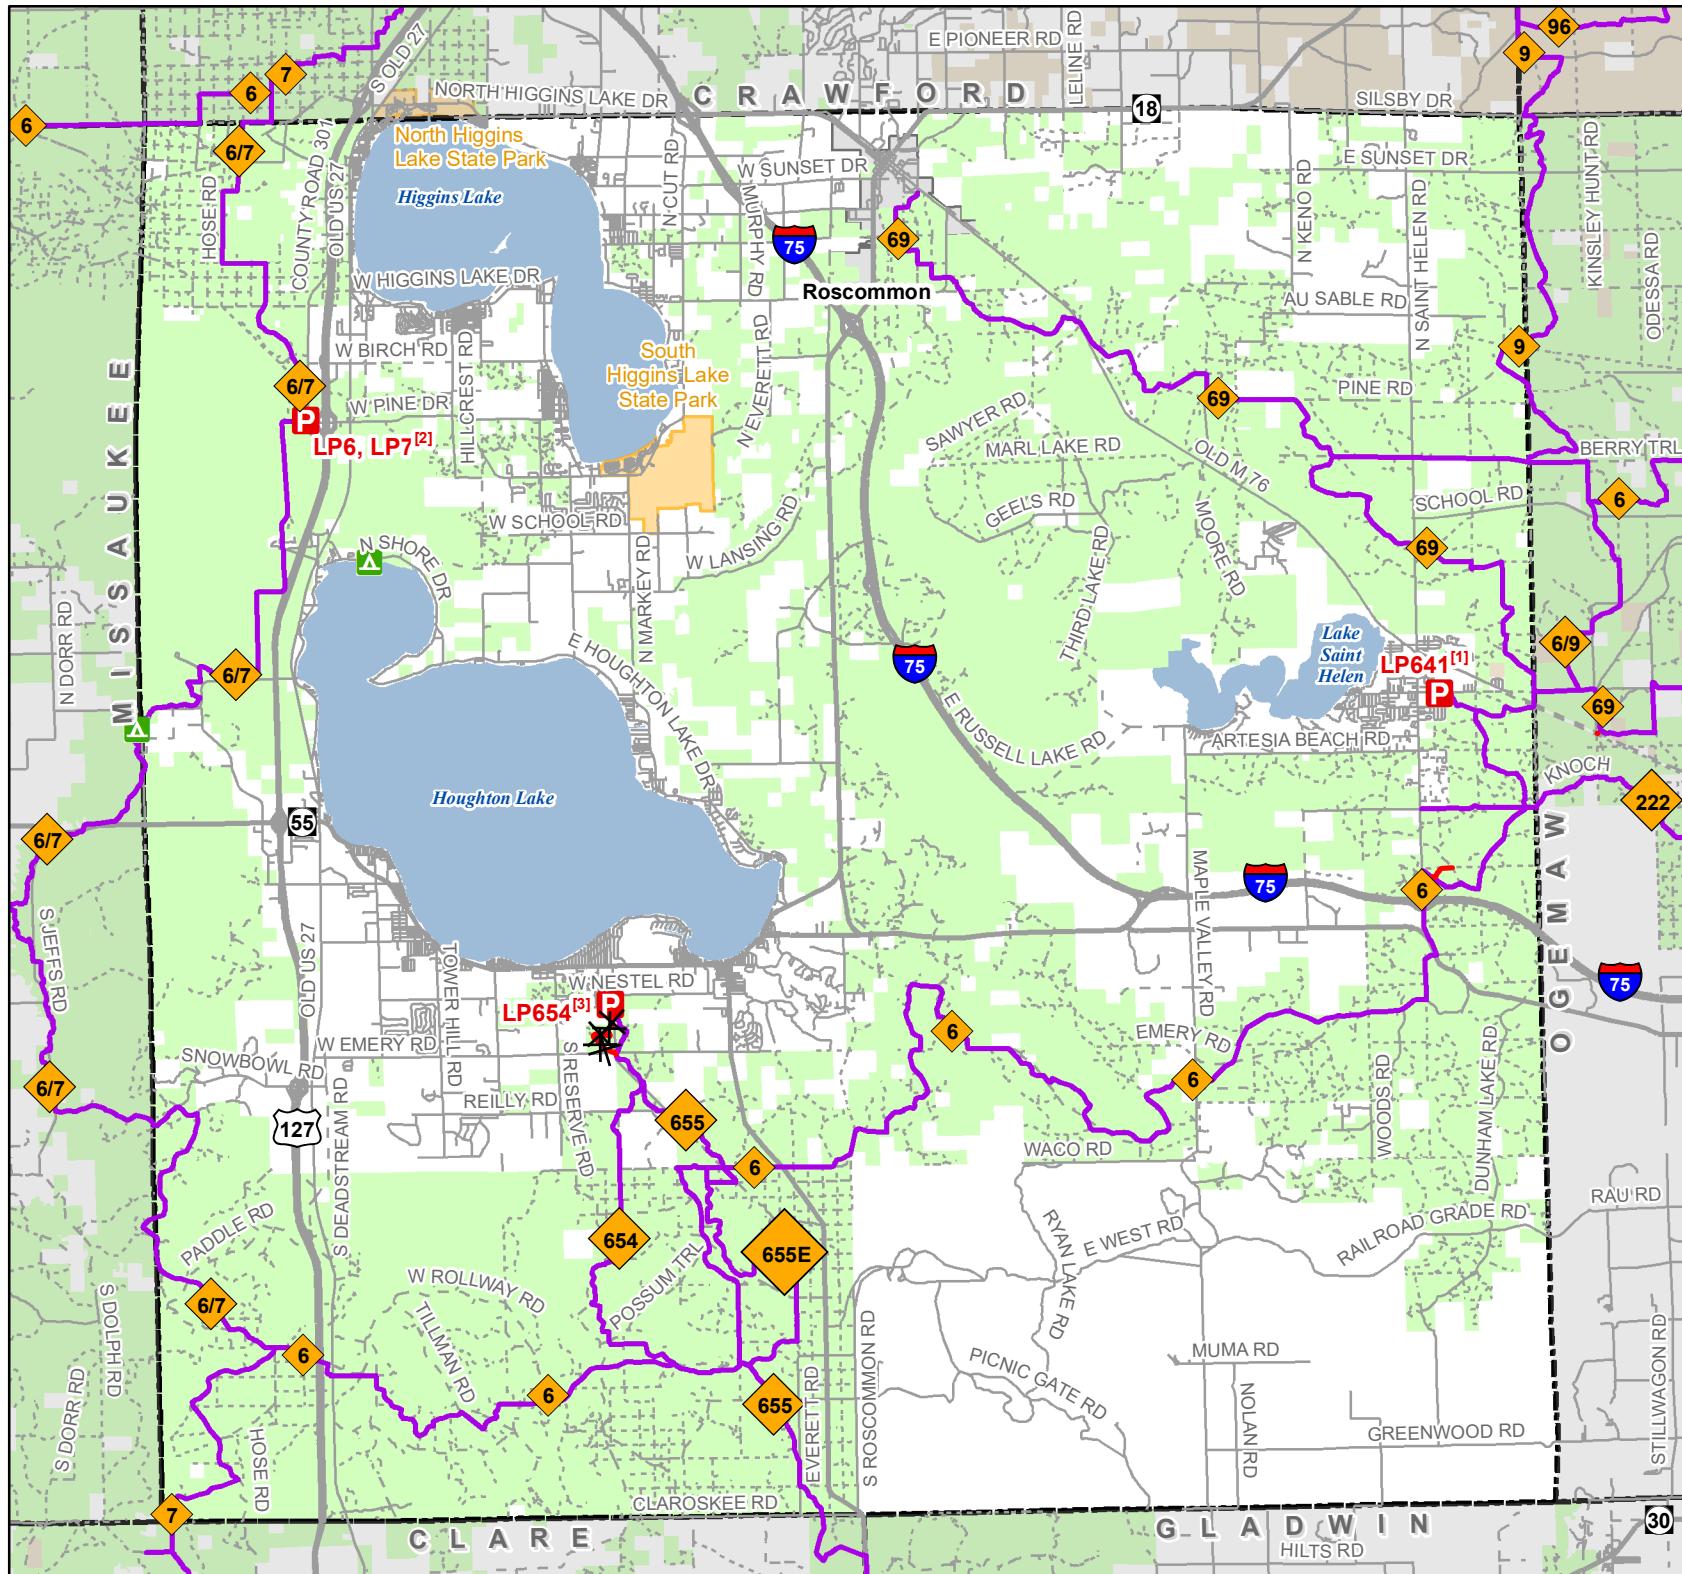 96
9
7
6
6
S OLD 27
E PIONEER RD
LELINE RD
NORTH HIGGINS LAKE DR
CRAWFORD
18
SILSBY DR
COUNTY ROAD 301
OLD US 27
North Higgins
Lake State Park
Higgins Lake
6/7
HOSE RD
N CUT RD
W SUNSET DR
MURPHY RD
69
75
E SUNSET DR
N KENO RD
N SAINT HELEN RD
KINSLEY HUNT RD
ODESSA RD
W HIGGINS LAKE DR
Roscommon
AU SABLE RD
W BIRCH RD
HILLCREST RD
South
Higgins Lake
State Park
N EVERETT RD
9
6/7
W PINE DR
LP6, LP7[2]
P
SAWYER RD
MARL LAKE RD
69
PINE RD
OLD M 76
BERRY TRL
MISSAUKEE
W SCHOOL RD
W LANSING RD
GEELS RD
SCHOOL RD
6
N SHORE DR
N MARKEY RD
THIRD LAKE RD
MOORE RD
69
N DORR RD
E HOUGHTON LAKE DR
Lake
Saint
Helen
LP641[1]
P
6/9
69
6/7
75
E RUSSELL LAKE RD
ARTESIA BEACH RD
KNOCH
222
Houghton Lake
55
6/7
MAPLE VALLEY RD
75
6
OGEMAW
S JEFFS RD
OLD US 27
TOWER HILL RD
W NESTEL RD
LP654[3]
P
75
W EMERY RD
S RESERVE RD
6
EMERY RD
SNOWBOWL RD
6/7
127
S DEADSTREAM RD
REILLY RD
655
6
WOODS RD
DUNHAM LAKE RD
WACO RD
6
PADDLE RD
654
POSSUM TRL
655E
RYAN LAKE RD
E WEST RD
RAILROAD GRADE RD
RAU RD
W ROLLWAY RD
TILLMAN RD
6/7
S DOLPH RD
6
6
655
EVERETT RD
S ROSCOMMON RD
PICNIC GATE RD
MUMA RD
NOLAN RD
GREENWOOD RD
STILLWAGON RD
S DORR RD
HOSE RD
7
CLAROSKEE RD
CLARE
GLADWIN
HILTS RD
30